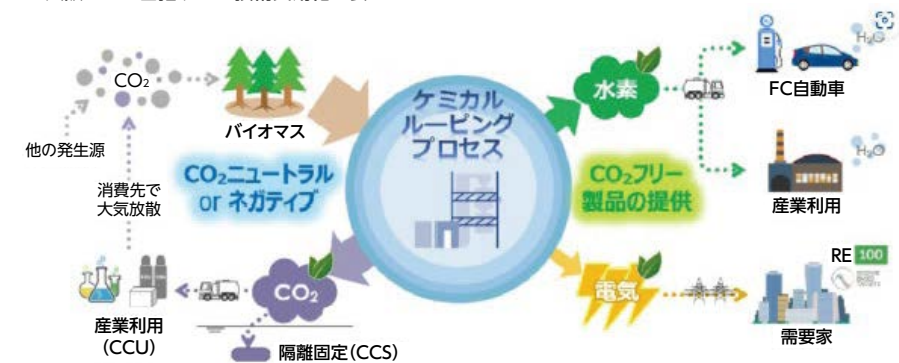 CO₂
他の発生源
バイオマス
消費先で
大気放散
CO₂ニュートラル
or ネガティブ
産業利用
(CCU)
CO₂
隔離固定(CCS)
ケミカル
ルーピング
プロセス
水素
CO₂フリー
製品の提供
電気
H₂O
FC自動車
H₂O
産業利用
RE 100
需要家